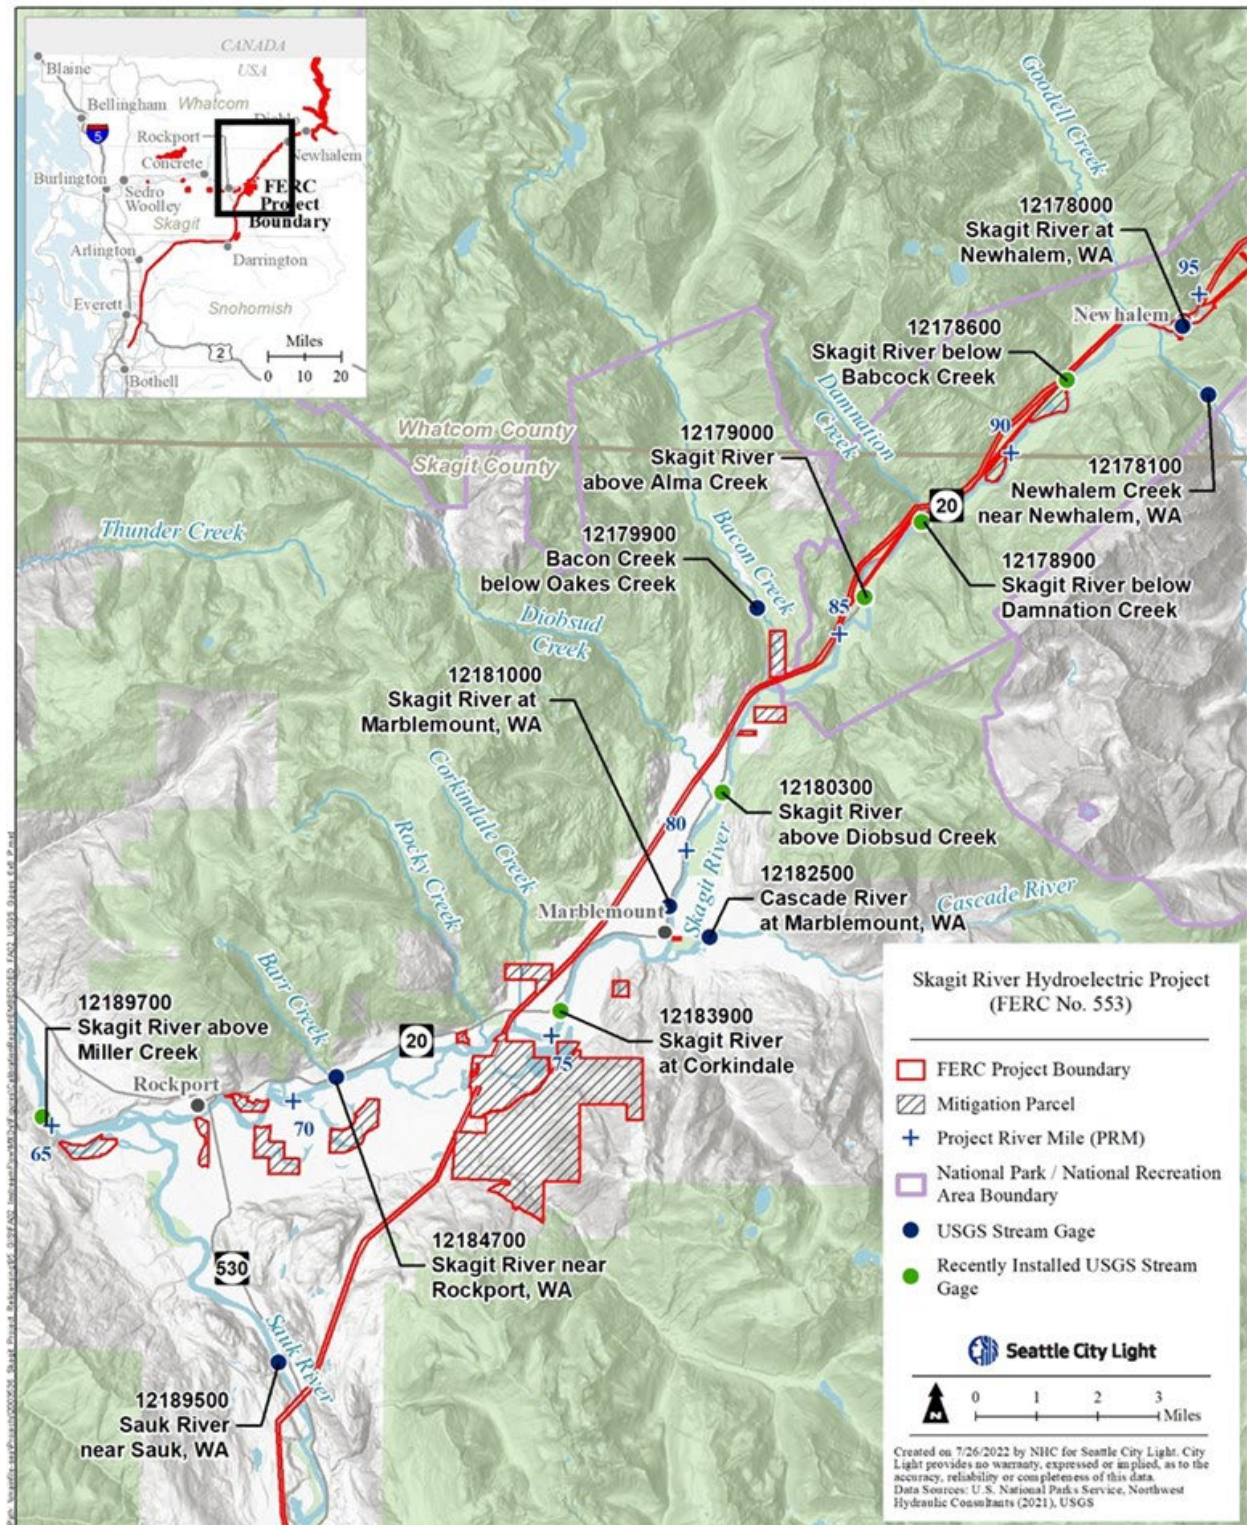 CANADA
USA
Blaine
Bellingham
Whatcom
5
Rockport
Diablo
Newhalem
Concrete
Burlington
Sedro
Woolley
FERC
Project
Boundary
Skagit
Arlington
Darrington
Everett
Snohomish
Miles
2
0 10 20
Bothell
Goodell Creek
12178000
Skagit River at
Newhalem, WA
95
Newhalem
12178600
Skagit River below
Babcock Creek
Damnation
Creek
Whatcom County
Skagit County
12179000
Skagit River
above Alma Creek
90
12178100
Newhalem Creek
near Newhalem, WA
20
Thunder Creek
12179900
Bacon Creek
below Oakes Creek
Bacon Creek
12178900
Skagit River below
Damnation Creek
85
Diobsud
Creek
12181000
Skagit River at
Marblemount, WA
Corkindale Creek
12180300
Skagit River
above Diobsud Creek
80
Rocky Creek
Skagit River
12182500
Cascade River
at Marblemount, WA
Cascade River
Marblemount
Barr Creek
12189700
Skagit River above
Miller Creek
20
12183900
Skagit River
at Corkindale
75
Rockport
70
65
12184700
Skagit River near
Rockport, WA
530
Sauk River
12189500
Sauk River
near Sauk, WA
Skagit River Hydroelectric Project
(FERC No. 553)
FERC Project Boundary
Mitigation Parcel
Project River Mile (PRM)
National Park / National Recreation
Area Boundary
USGS Stream Gage
Recently Installed USGS Stream
Gage
Seattle City Light
N
0 1 2 3
Miles
Created on 7/26/2022 by NHC for Seattle City Light. City
Light provides no warranty, expressed or implied, as to the
accuracy, reliability or completeness of this data.
Data Sources: U.S. National Parks Service, Northwest
Hydraulic Consultants (2021), USGS